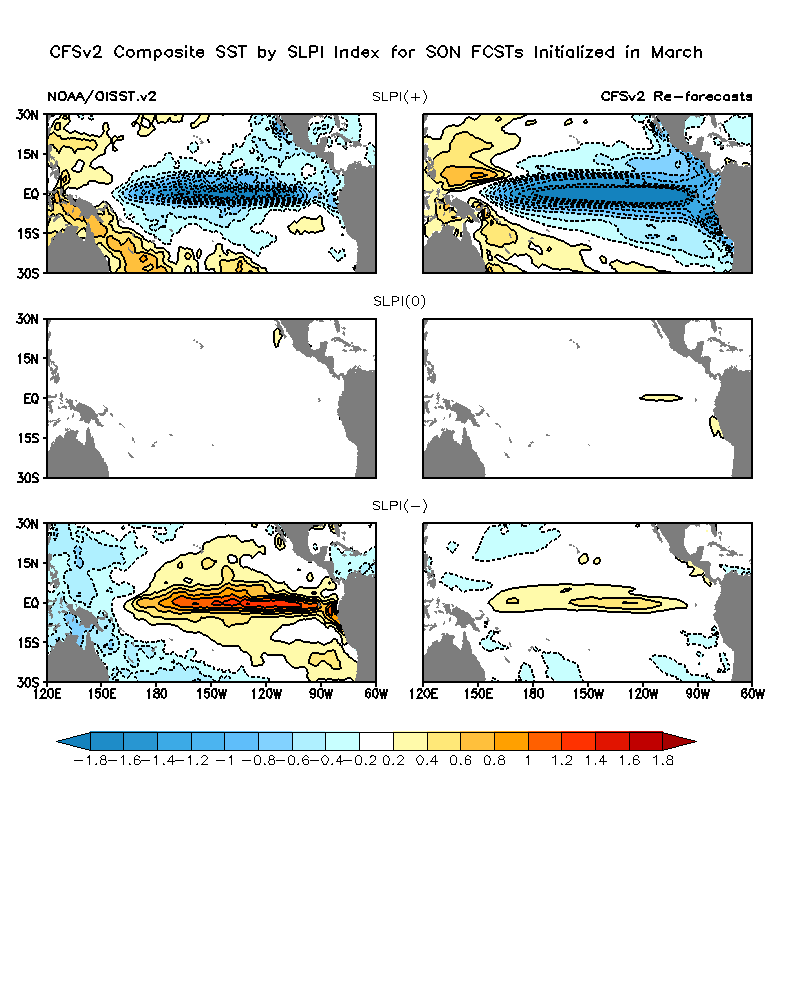 CFSv2 Composite SST by SLPI Index for SON FCSTs Initialized in March
NOAA/OISST.v2 SLPI(+) CFSv2 Re-forecasts
30N
15N
EQ
15S
30S
SLPI(0)
30N
15N
EQ
15S
30S
SLPI(-)
30N
15N
EQ
15S
30S
120E 150E 180 150W 120W 90W 60W 120E 150E 180 150W 120W 90W 60W
-1.8 -1.6 -1.4 -1.2 -1 -0.8 -0.6 -0.4 -0.2 0.2 0.4 0.6 0.8 1 1.2 1.4 1.6 1.8